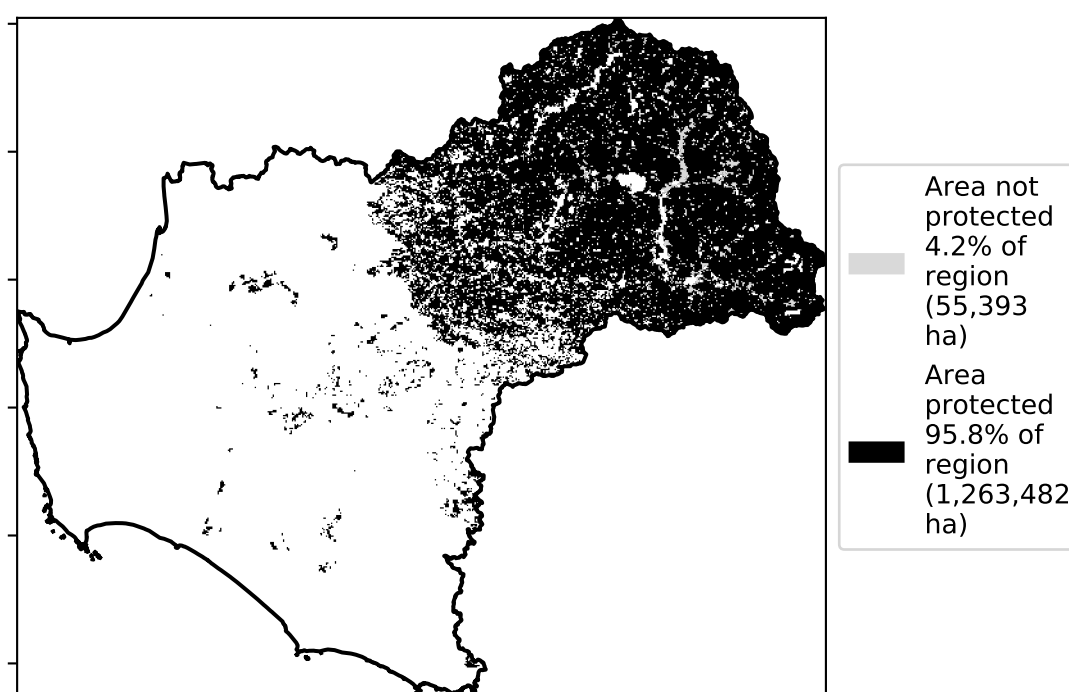 Area not
protected
4.2% of
region
(55,393
ha)
Area
protected
95.8% of
region
(1,263,482
ha)